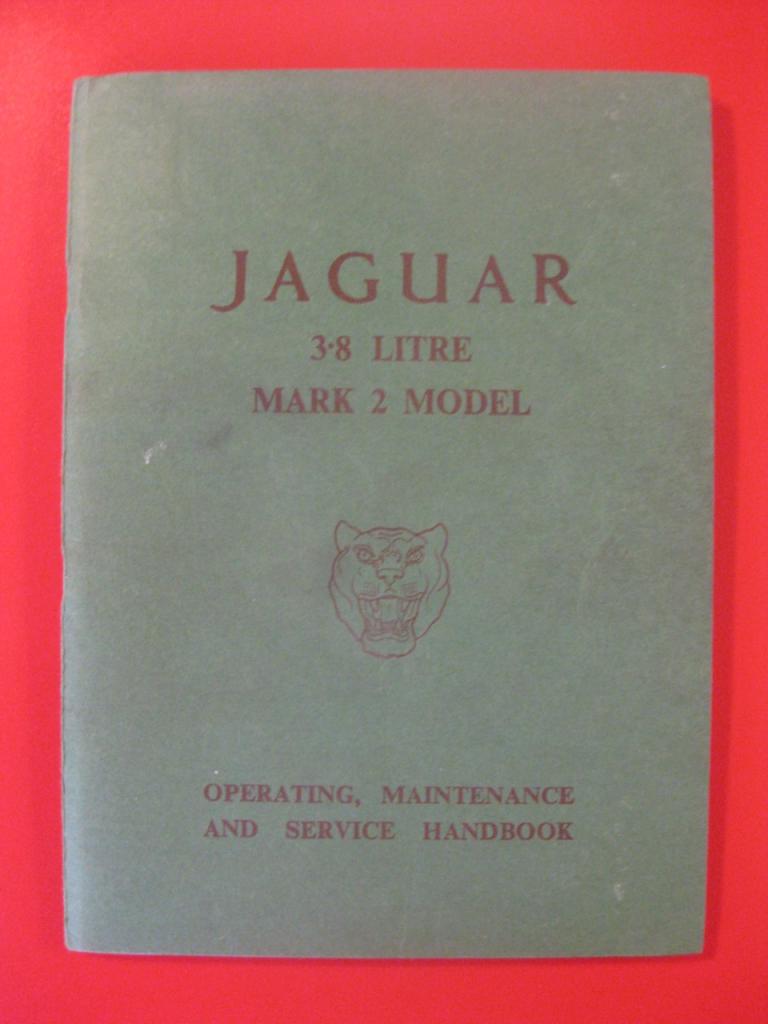 JAGUAR
3·8 LITRE
MARK 2 MODEL
OPERATING, MAINTENANCE
AND SERVICE HANDBOOK